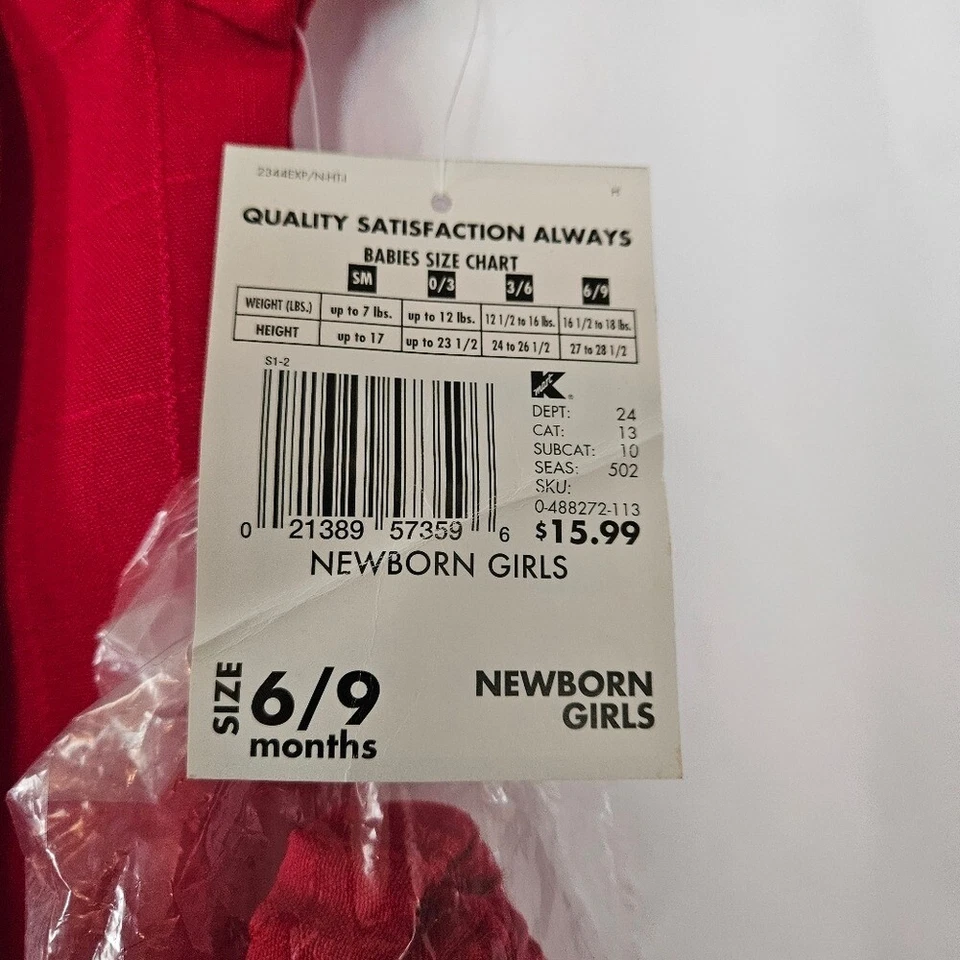 2344EXP/N-HT-I
QUALITY SATISFACTION ALWAYS
BABIES SIZE CHART
SM 0/3 3/6 6/9
WEIGHT (LBS.) up to 7 lbs. up to 12 lbs. 12 1/2 to 16 lbs. 16 1/2 to 18 lbs.
HEIGHT up to 17 up to 23 1/2 24 to 26 1/2 27 to 28 1/2
S1-2
Kmart
DEPT: 24
CAT: 13
SUBCAT: 10
SEAS: 502
SKU:
0-488272-113
$15.99
0 21389 57359 6
NEWBORN GIRLS
SIZE 6/9
months
NEWBORN
GIRLS